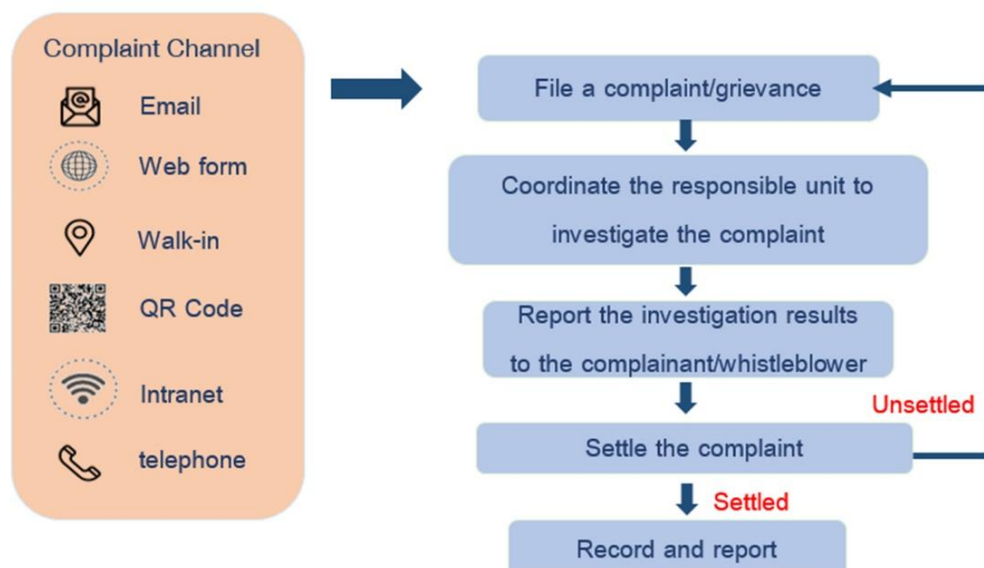 Complaint Channel
Email
Web form
Walk-in
QR Code
Intranet
telephone
File a complaint/grievance
Coordinate the responsible unit to
investigate the complaint
Report the investigation results
to the complainant/whistleblower
Unsettled
Settle the complaint
Settled
Record and report